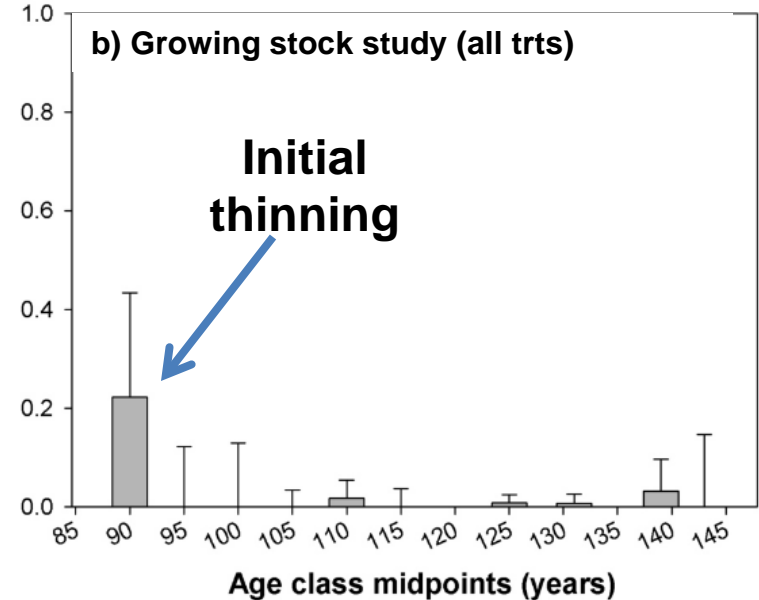 b) Growing stock study (all trts)
Initial
thinning
1.0
0.8
0.6
0.4
0.2
0.0
85 90 95 100 105 110 115 120 125 130 135 140 145
Age class midpoints (years)